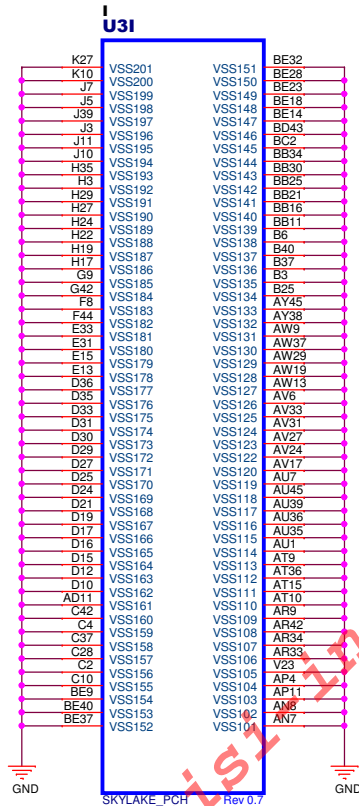 I
U3I
K27 VSS201 VSS151 BE32
K10 VSS200 VSS150 BE28
J7 VSS199 VSS149 BE23
J5 VSS198 VSS148 BE18
J39 VSS197 VSS147 BE14
J3 VSS196 VSS146 BD43
J11 VSS195 VSS145 BC2
J10 VSS194 VSS144 BB34
H35 VSS193 VSS143 BB30
H3 VSS192 VSS142 BB25
H29 VSS191 VSS141 BB21
H27 VSS190 VSS140 BB16
H24 VSS189 VSS139 BB11
H22 VSS188 VSS138 B6
H19 VSS187 VSS137 B40
H17 VSS186 VSS136 B37
G9 VSS185 VSS135 B3
G42 VSS184 VSS134 B25
F8 VSS183 VSS133 AY45
F44 VSS182 VSS132 AY38
E33 VSS181 VSS131 AW9
E31 VSS180 VSS130 AW37
E15 VSS179 VSS129 AW29
E13 VSS178 VSS128 AW19
D36 VSS177 VSS127 AW13
D35 VSS176 VSS126 AV6
D33 VSS175 VSS125 AV33
D31 VSS174 VSS124 AV31
D30 VSS173 VSS123 AV27
D29 VSS172 VSS122 AV24
D27 VSS171 VSS120 AV17
D25 VSS170 VSS119 AU7
D24 VSS169 VSS118 AU45
D21 VSS168 VSS117 AU39
D19 VSS167 VSS116 AU36
D17 VSS166 VSS115 AU35
D16 VSS165 VSS114 AU1
D15 VSS164 VSS113 AT9
D12 VSS163 VSS112 AT36
D10 VSS162 VSS111 AT15
AD11 VSS161 VSS110 AT10
C42 VSS160 VSS109 AR9
C4 VSS159 VSS108 AR42
C37 VSS158 VSS107 AR34
C28 VSS157 VSS106 AR33
C2 VSS156 VSS105 V23
C10 VSS155 VSS104 AP4
BE9 VSS154 VSS103 AP11
BE40 VSS153 VSS102 AN8
BE37 VSS152 VSS101 AN7
GND GND
SKYLAKE_PCH Rev 0.7
isi-in